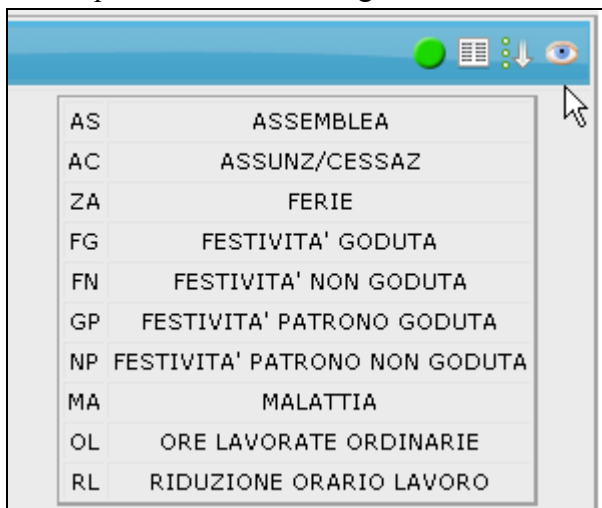 AS ASSEMBLEA
AC ASSUNZ/CESSAZ
ZA FERIE
FG FESTIVITA' GODUTA
FN FESTIVITA' NON GODUTA
GP FESTIVITA' PATRONO GODUTA
NP FESTIVITA' PATRONO NON GODUTA
MA MALATTIA
OL ORE LAVORATE ORDINARIE
RL RIDUZIONE ORARIO LAVORO